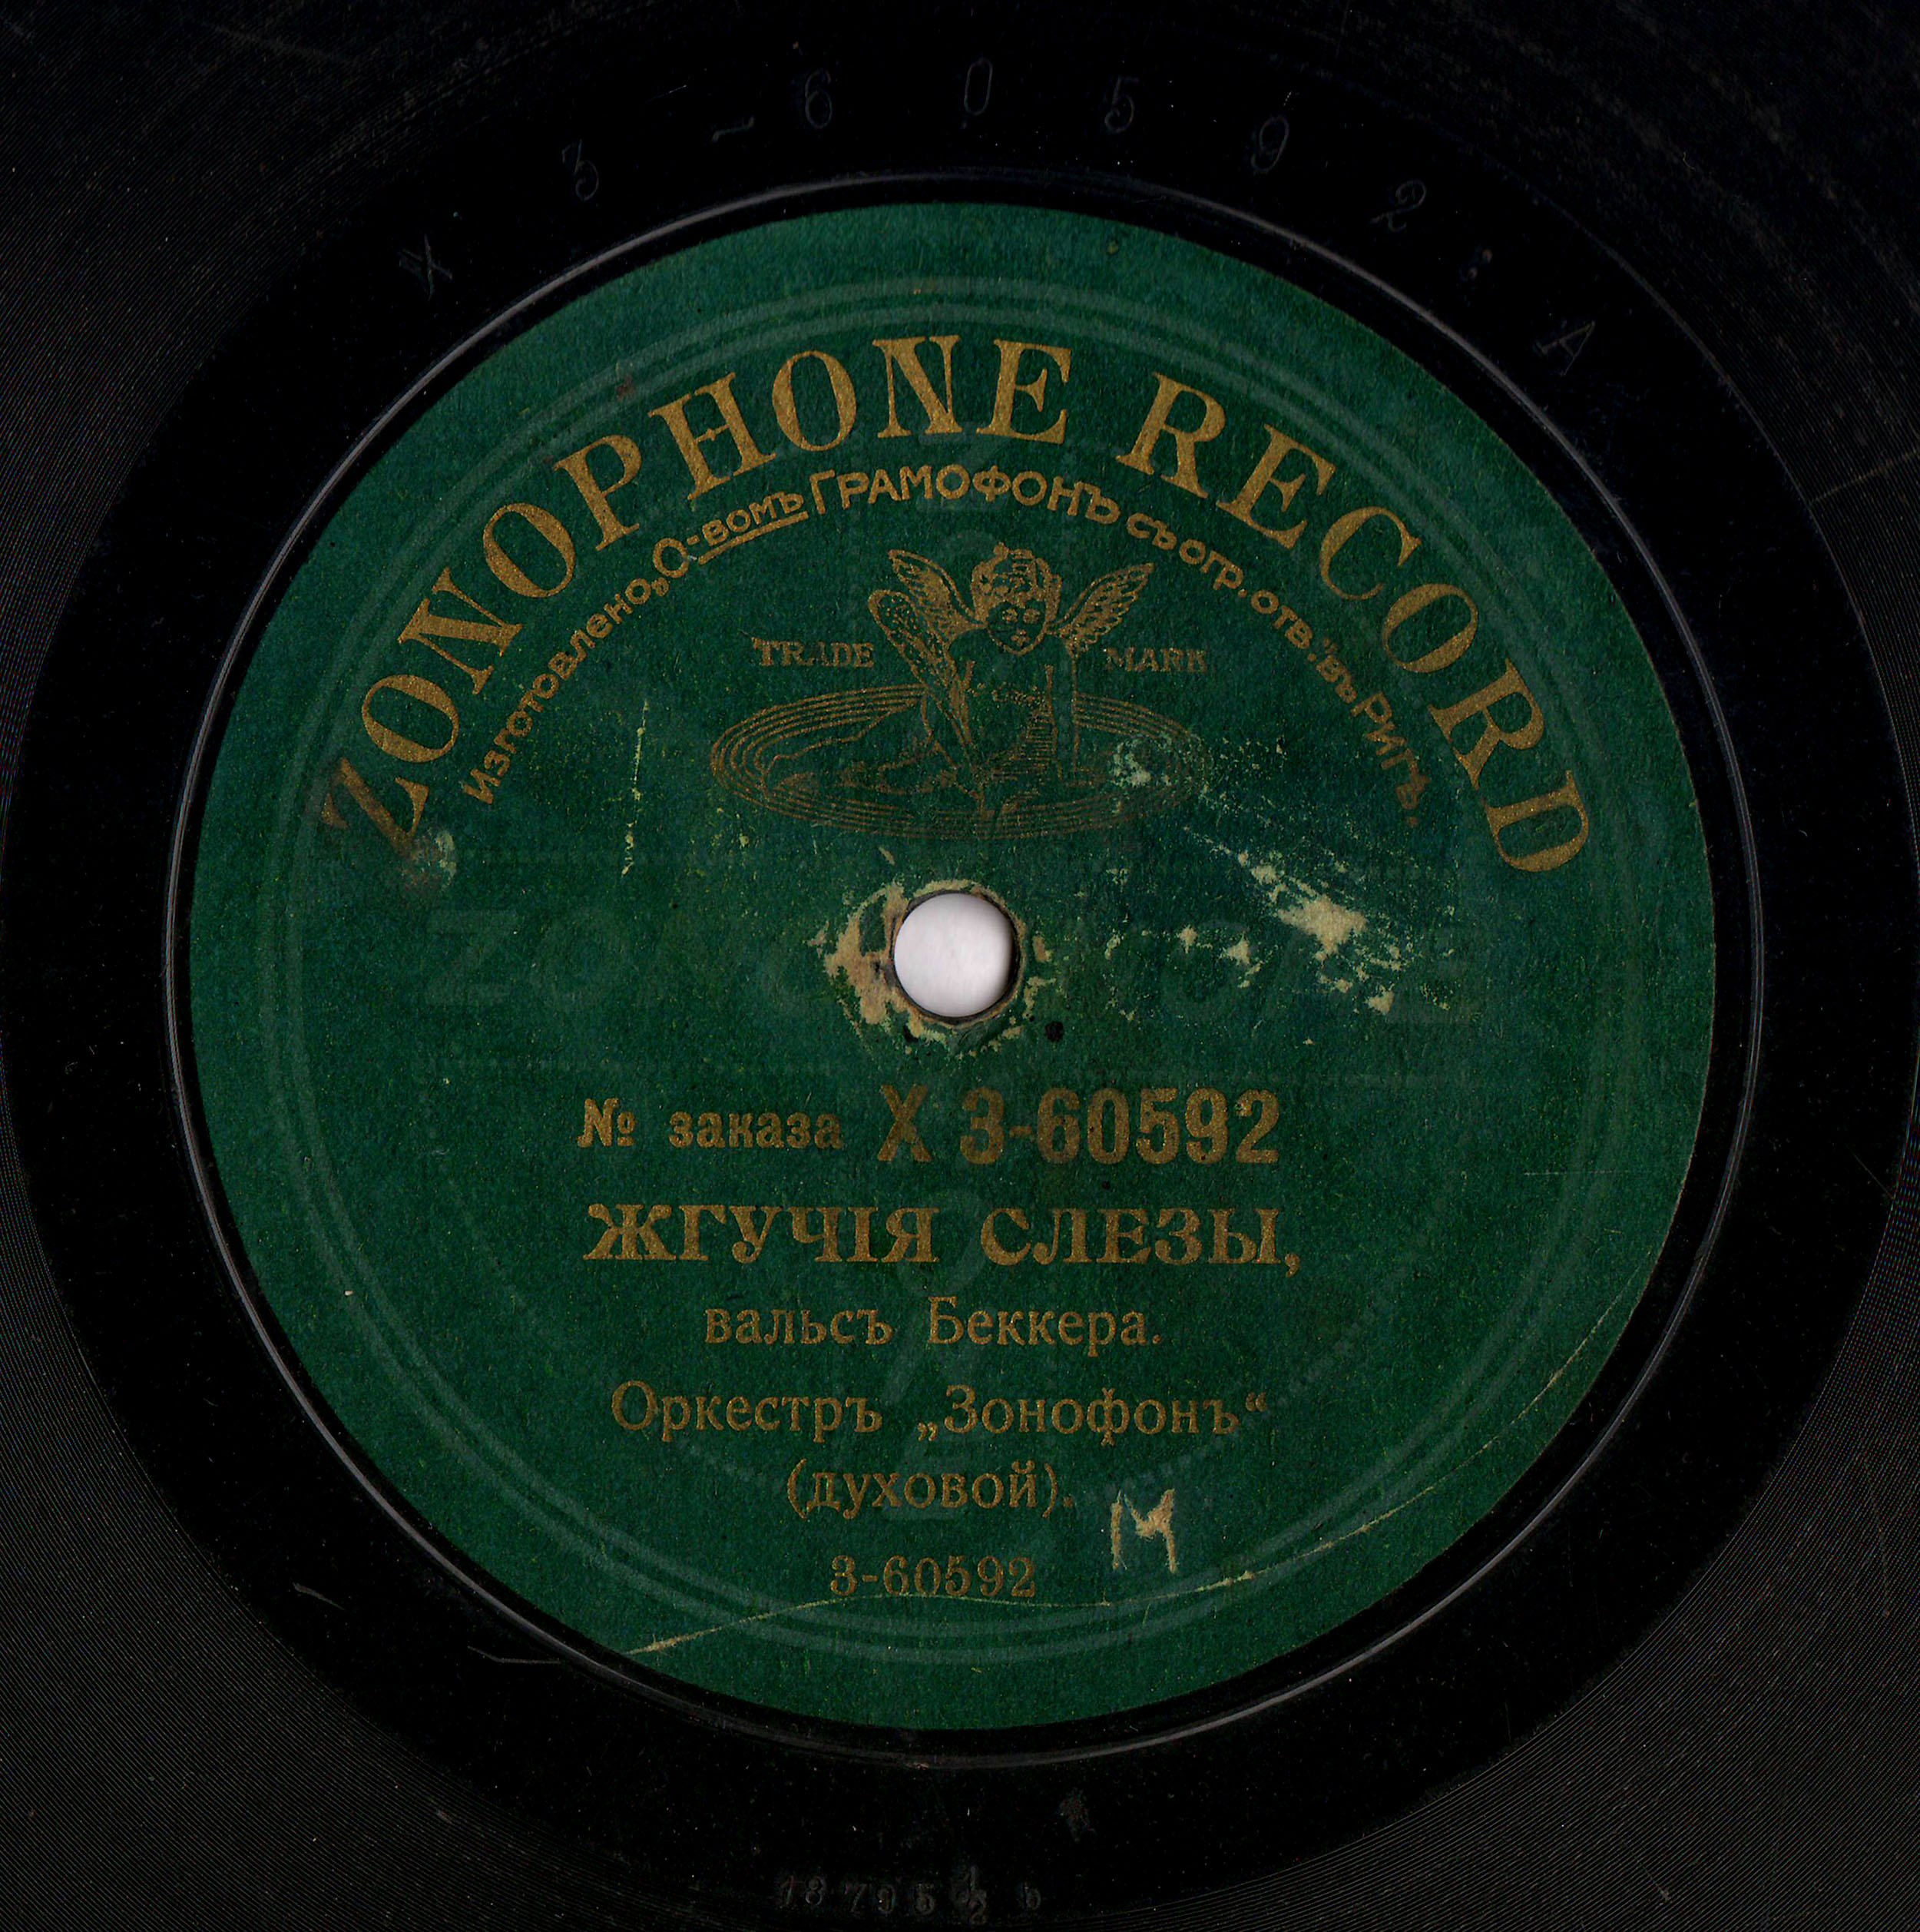 X 3-60592:A
ZONOPHONE RECORD
Изготовлено „О-вомъ Грамофонъ съ огр. отв.“ въ Ригѣ.
TRADE MARK
№ заказа X 3-60592
ЖГУЧІЯ СЛЕЗЫ,
вальсъ Беккера.
Оркестръ „Зонофонъ“
(духовой).
М
3-60592